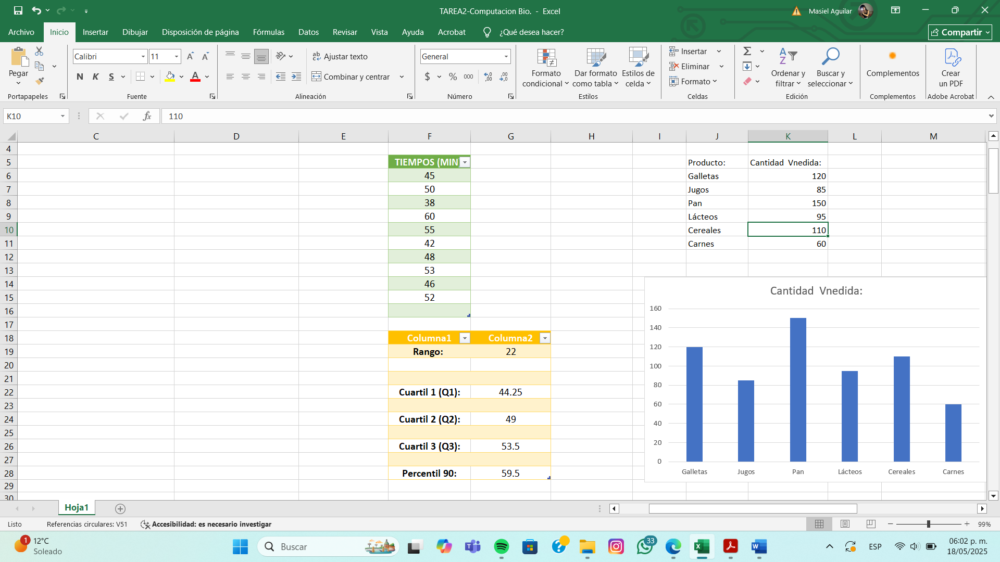 TAREA2-Computacion Bio. - Excel
Masiel Aguilar
Archivo Inicio Insertar Dibujar Disposición de página Fórmulas Datos Revisar Vista Ayuda Acrobat ¿Qué desea hacer? Compartir
Pegar
Portapapeles
Calibri 11
N K S A
Fuente
Ajustar texto
Combinar y centrar
Alineación
General
$ % 000
Número
Formato condicional
Dar formato como tabla
Estilos de celda
Estilos
Insertar
Eliminar
Formato
Celdas
Ordenar y filtrar
Buscar y seleccionar
Edición
Complementos
Complementos
Crear un PDF
Adobe Acrobat
K10 fx 110
C D E F G H I J K L M
4
5 TIEMPOS (MIN) Producto: Cantidad Vnedida:
6 45 Galletas 120
7 50 Jugos 85
8 38 Pan 150
9 60 Lácteos 95
10 55 Cereales 110
11 42 Carnes 60
12 48
13 53
14 46
15 52
16
17
18 Columna1 Columna2
19 Rango: 22
20
21
22 Cuartil 1 (Q1): 44.25
23
24 Cuartil 2 (Q2): 49
25
26 Cuartil 3 (Q3): 53.5
27
28 Percentil 90: 59.5
29
30
Cantidad Vnedida:
160
140
120
100
80
60
40
20
0
Galletas Jugos Pan Lácteos Cereales Carnes
Hoja1
Listo Referencias circulares: V51 Accesibilidad: es necesario investigar 99%
1
12°C
Soleado
Buscar
33
ESP
06:02 p. m.
18/05/2025